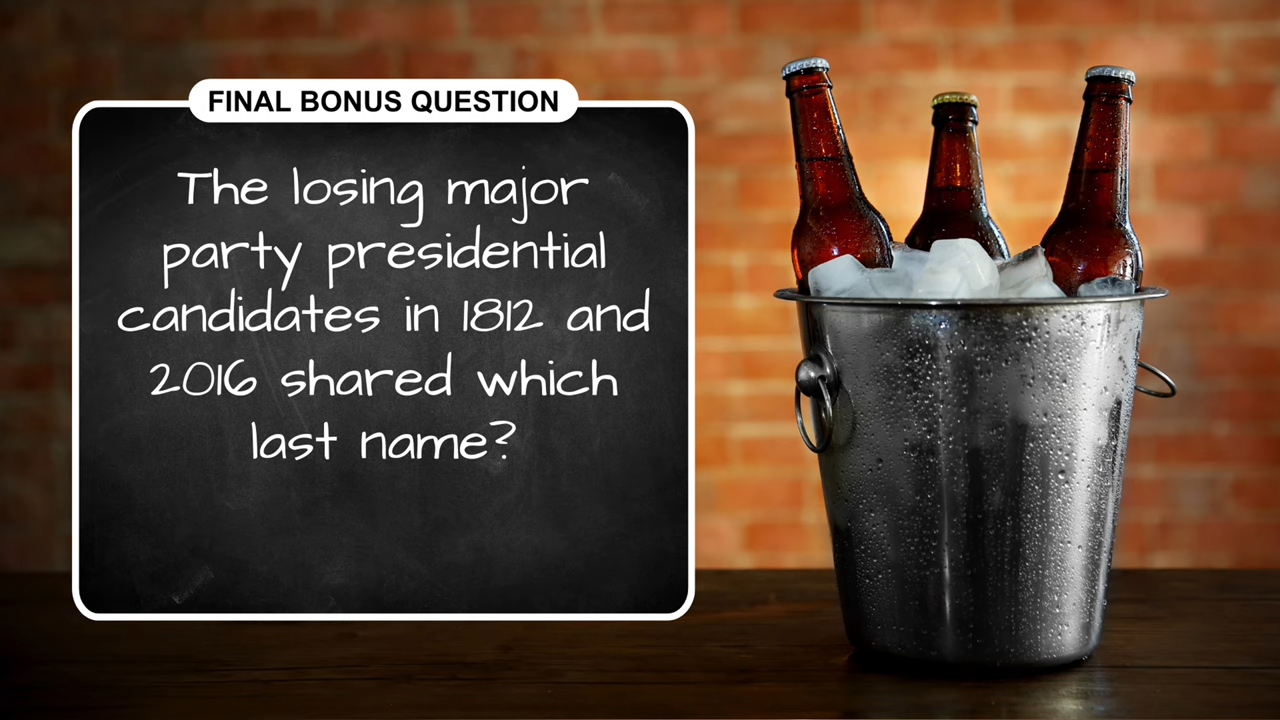 FINAL BONUS QUESTION
The losing major
party presidential
candidates in 1812 and
2016 shared which
last name?